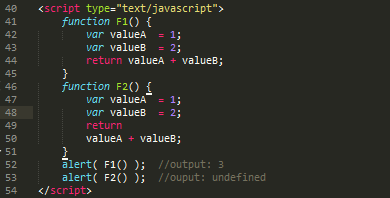 40 <script type="text/javascript">
41 function F1() {
42 var valueA = 1;
43 var valueB = 2;
44 return valueA + valueB;
45 }
46 function F2() {
47 var valueA = 1;
48 var valueB = 2;
49 return
50 valueA + valueB;
51 }
52 alert( F1() ); //output: 3
53 alert( F2() ); //ouput: undefined
54 </script>